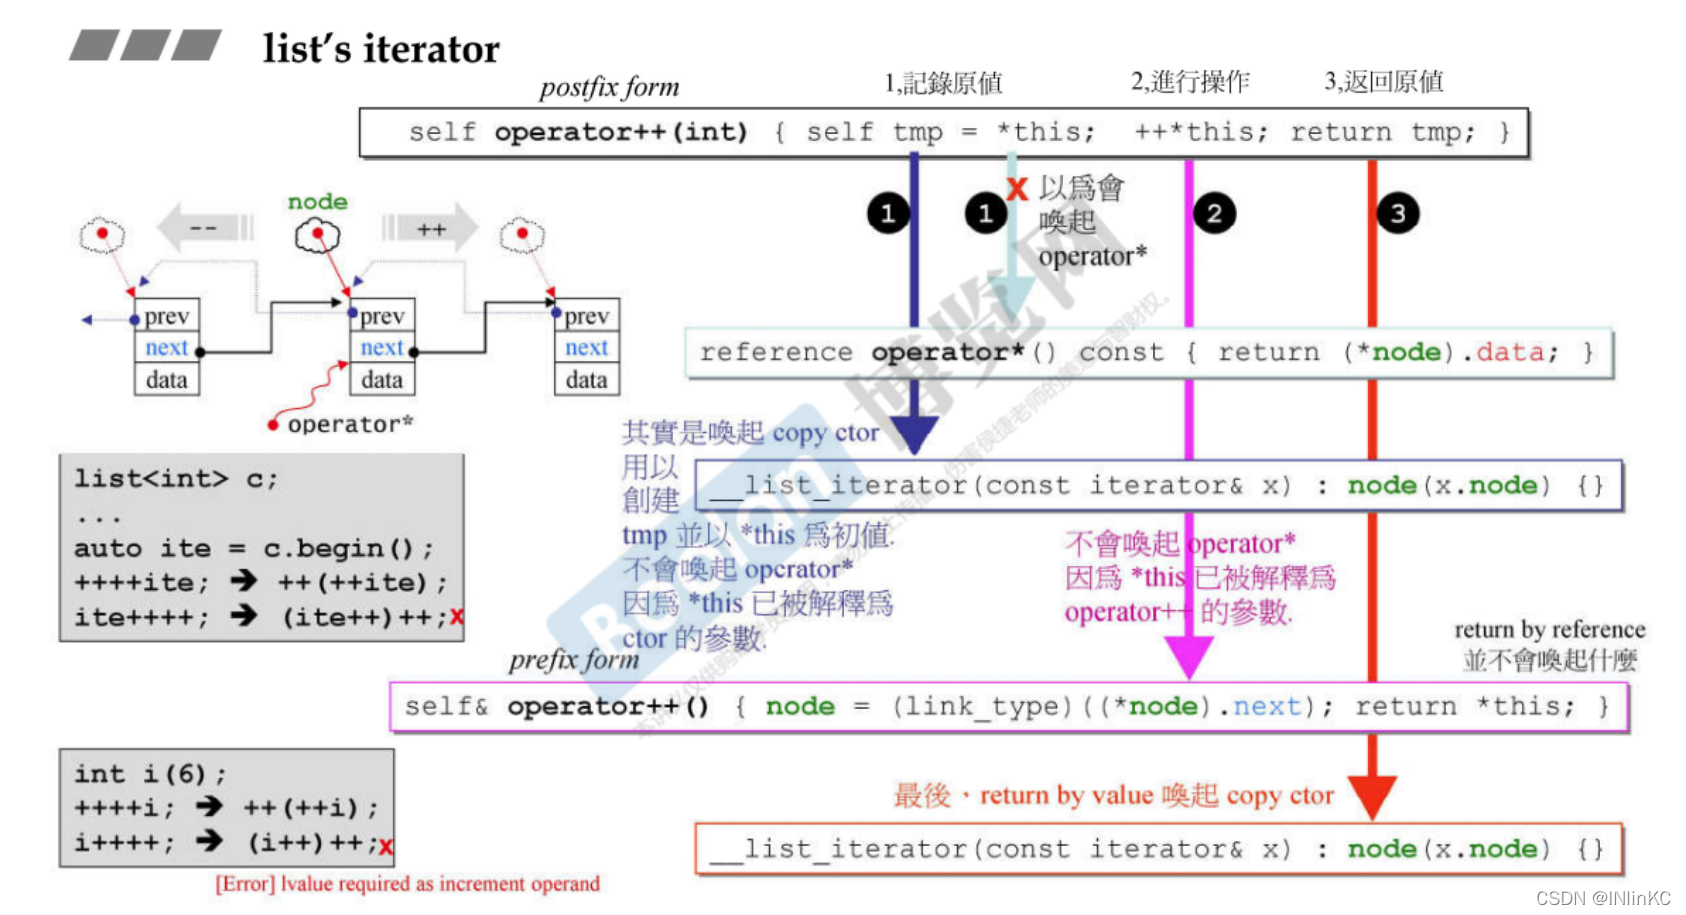 list's iterator
postfix form
1,記錄原值
2,進行操作
3,返回原值
self operator++(int) { self tmp = *this; ++*this; return tmp; }
1
1
x 以爲會
喚起
operator*
2
3
node
--
++
prev
next
data
prev
next
data
prev
next
data
operator*
reference operator*() const { return (*node).data; }
其實是喚起 copy ctor
用以
創建
tmp 並以 *this 爲初值.
不會喚起 operator*
因爲 *this 已被解釋爲
ctor 的參數.
__list_iterator(const iterator& x) : node(x.node) {}
不會喚起 operator*
因爲 *this 已被解釋爲
operator++ 的參數.
list<int> c;
...
auto ite = c.begin();
++++ite; ➔ ++(++ite);
ite++++; ➔ (ite++)++;x
return by reference
並不會喚起什麼
prefix form
self& operator++() { node = (link_type)((*node).next); return *this; }
int i(6);
++++i; ➔ ++(++i);
i++++; ➔ (i++)++;x
[Error] lvalue required as increment operand
最後，return by value 喚起 copy ctor
__list_iterator(const iterator& x) : node(x.node) {}
Boolan
博览网
CSDN @INlinKC